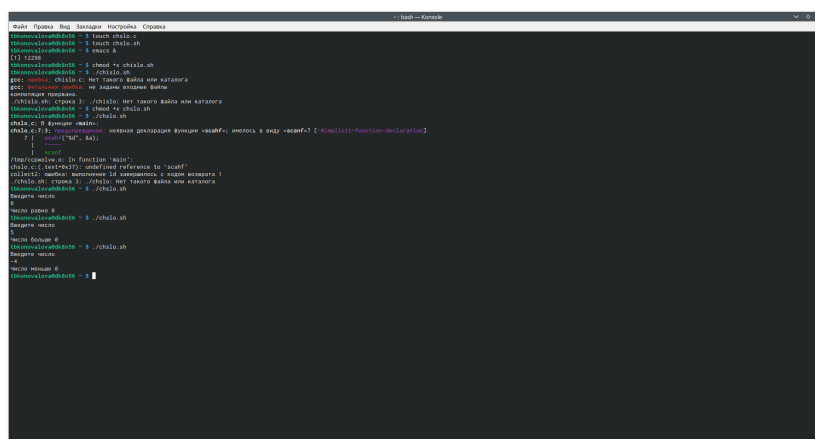 ~ : bash — Konsole
Файл Правка Вид Закладки Настройка Справка
tbkonovalova@dk8n56 ~ $ touch chslo.c
tbkonovalova@dk8n56 ~ $ touch chslo.sh
tbkonovalova@dk8n56 ~ $ emacs &
[1] 12298
tbkonovalova@dk8n56 ~ $ chmod +x chislo.sh
tbkonovalova@dk8n56 ~ $ ./chislo.sh
gcc: ошибка: chislo.c: Нет такого файла или каталога
gcc: фатальная ошибка: не заданы входные файлы
компиляция прервана.
./chislo.sh: строка 3: ./chislo: Нет такого файла или каталога
tbkonovalova@dk8n56 ~ $ chmod +x chslo.sh
tbkonovalova@dk8n56 ~ $ ./chslo.sh
chslo.c: В функции «main»:
chslo.c:7:3: предупреждение: неявная декларация функции «scahf»; имелось в виду «scanf»? [-Wimplicit-function-declaration]
7 | scahf("%d", &a);
| ^~~~~
| scanf
/tmp/ccpwolvw.o: In function `main':
chslo.c:(.text+0x37): undefined reference to `scahf'
collect2: ошибка: выполнение ld завершилось с кодом возврата 1
./chslo.sh: строка 3: ./chslo: Нет такого файла или каталога
tbkonovalova@dk8n56 ~ $ ./chslo.sh
Введите число
0
Число равно 0
tbkonovalova@dk8n56 ~ $ ./chslo.sh
Введите число
5
Число больше 0
tbkonovalova@dk8n56 ~ $ ./chslo.sh
Введите число
-4
Число меньше 0
tbkonovalova@dk8n56 ~ $